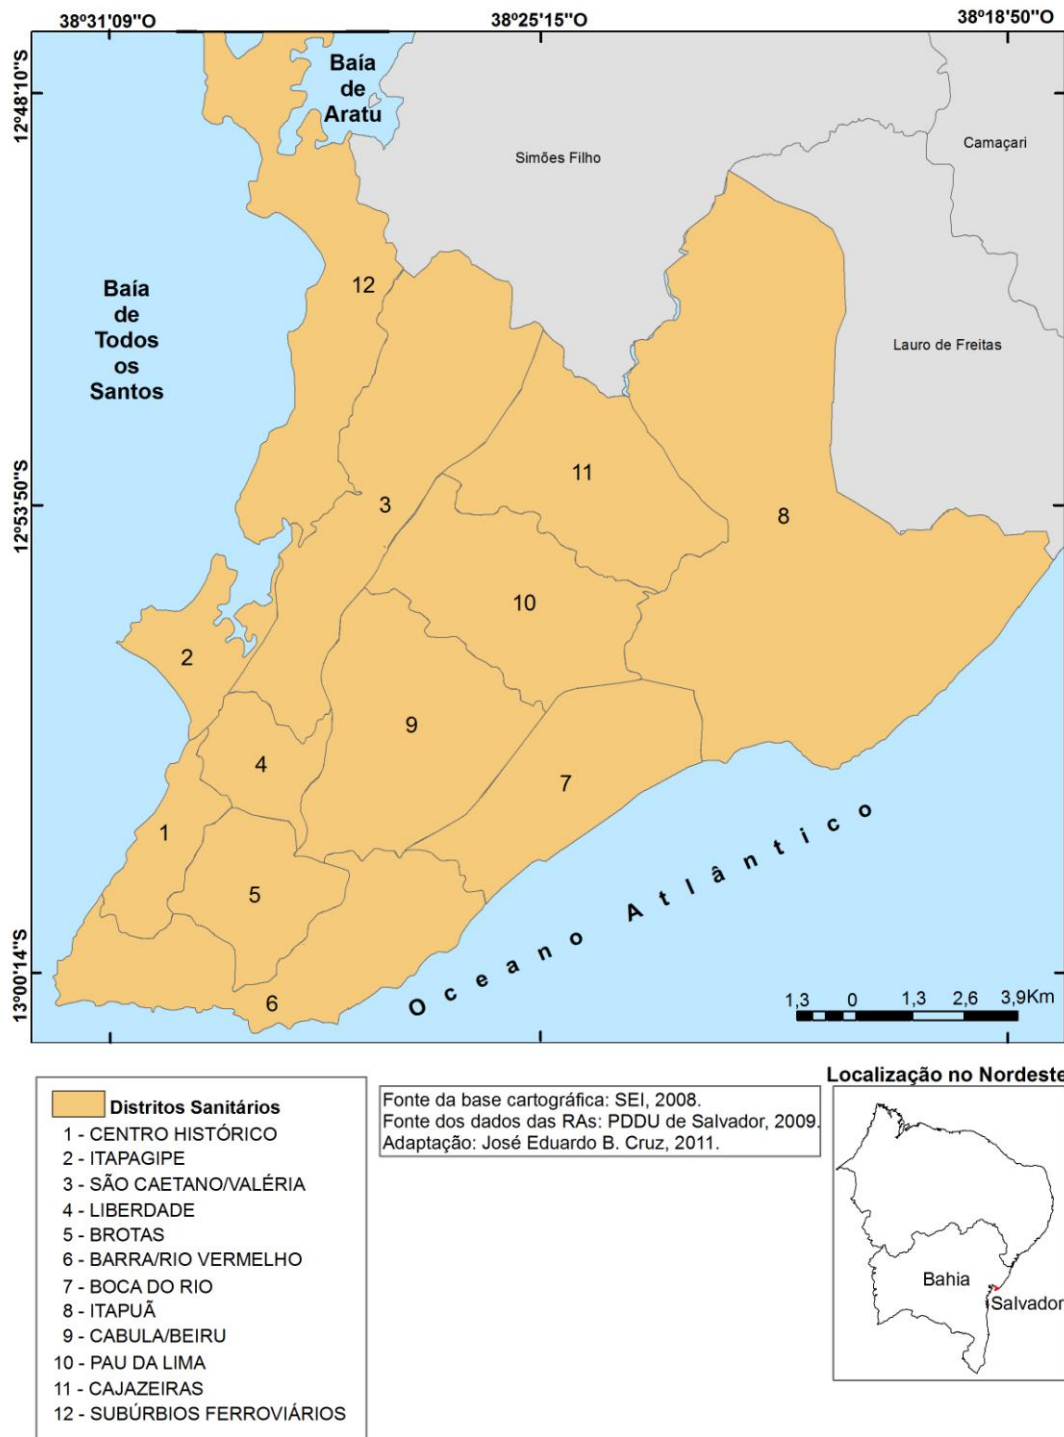 38º31'09''O
38º25'15''O
38º18'50''O
12º48'10''S
12º53'50''S
13º00'14''S
Baía
de
Aratu
Simões Filho
Camaçari
Lauro de Freitas
Baía
de
Todos
os
Santos
12
11
3
8
10
2
9
4
7
1
5
6
Oceano Atlântico
1,3 0 1,3 2,6 3,9Km
Distritos Sanitários
1 - CENTRO HISTÓRICO
2 - ITAPAGIPE
3 - SÃO CAETANO/VALÉRIA
4 - LIBERDADE
5 - BROTAS
6 - BARRA/RIO VERMELHO
7 - BOCA DO RIO
8 - ITAPUÃ
9 - CABULA/BEIRU
10 - PAU DA LIMA
11 - CAJAZEIRAS
12 - SUBÚRBIOS FERROVIÁRIOS
Fonte da base cartográfica: SEI, 2008.
Fonte dos dados das RAs: PDDU de Salvador, 2009.
Adaptação: José Eduardo B. Cruz, 2011.
Localização no Nordeste
Bahia
Salvador